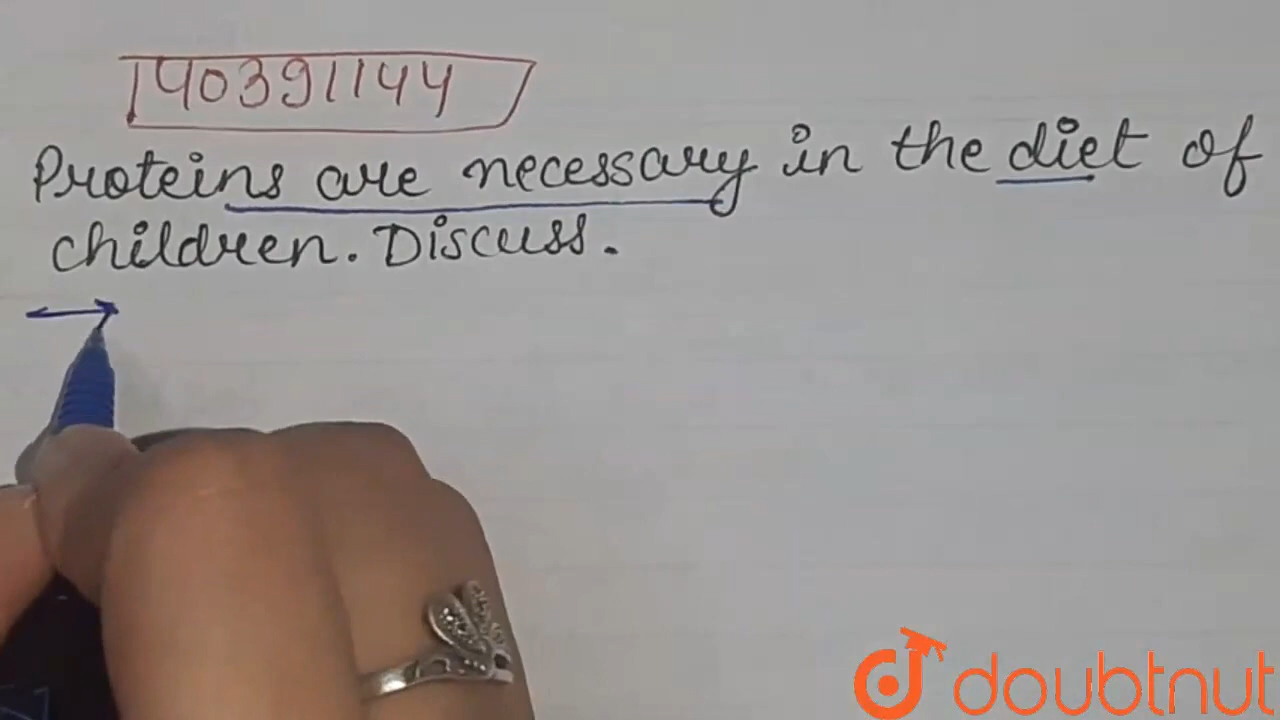 140391144
Proteins are necessary in the diet of
children. Discuss.
doubtnut